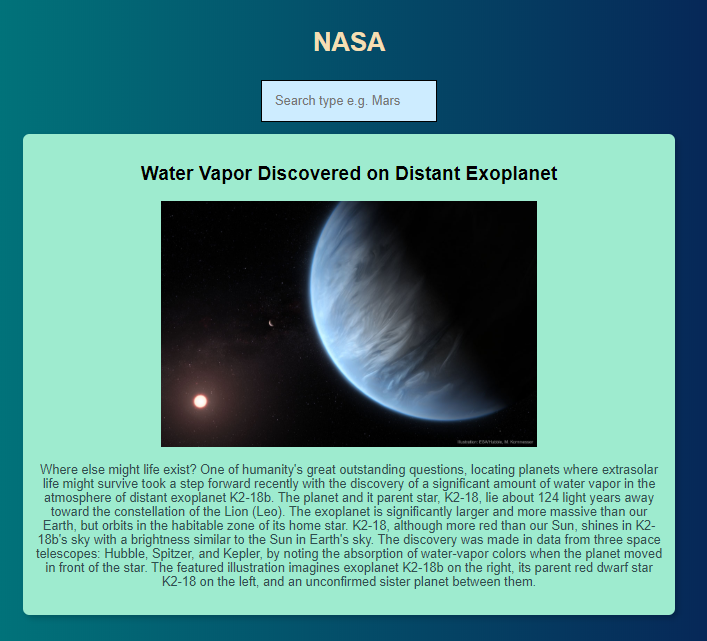 NASA
Search type e.g. Mars
Water Vapor Discovered on Distant Exoplanet
Illustration: ESA/Hubble, M. Kornmesser
Where else might life exist? One of humanity's great outstanding questions, locating planets where extrasolar
life might survive took a step forward recently with the discovery of a significant amount of water vapor in the
atmosphere of distant exoplanet K2-18b. The planet and it parent star, K2-18, lie about 124 light years away
toward the constellation of the Lion (Leo). The exoplanet is significantly larger and more massive than our
Earth, but orbits in the habitable zone of its home star. K2-18, although more red than our Sun, shines in K2-
18b's sky with a brightness similar to the Sun in Earth's sky. The discovery was made in data from three space
telescopes: Hubble, Spitzer, and Kepler, by noting the absorption of water-vapor colors when the planet moved
in front of the star. The featured illustration imagines exoplanet K2-18b on the right, its parent red dwarf star
K2-18 on the left, and an unconfirmed sister planet between them.